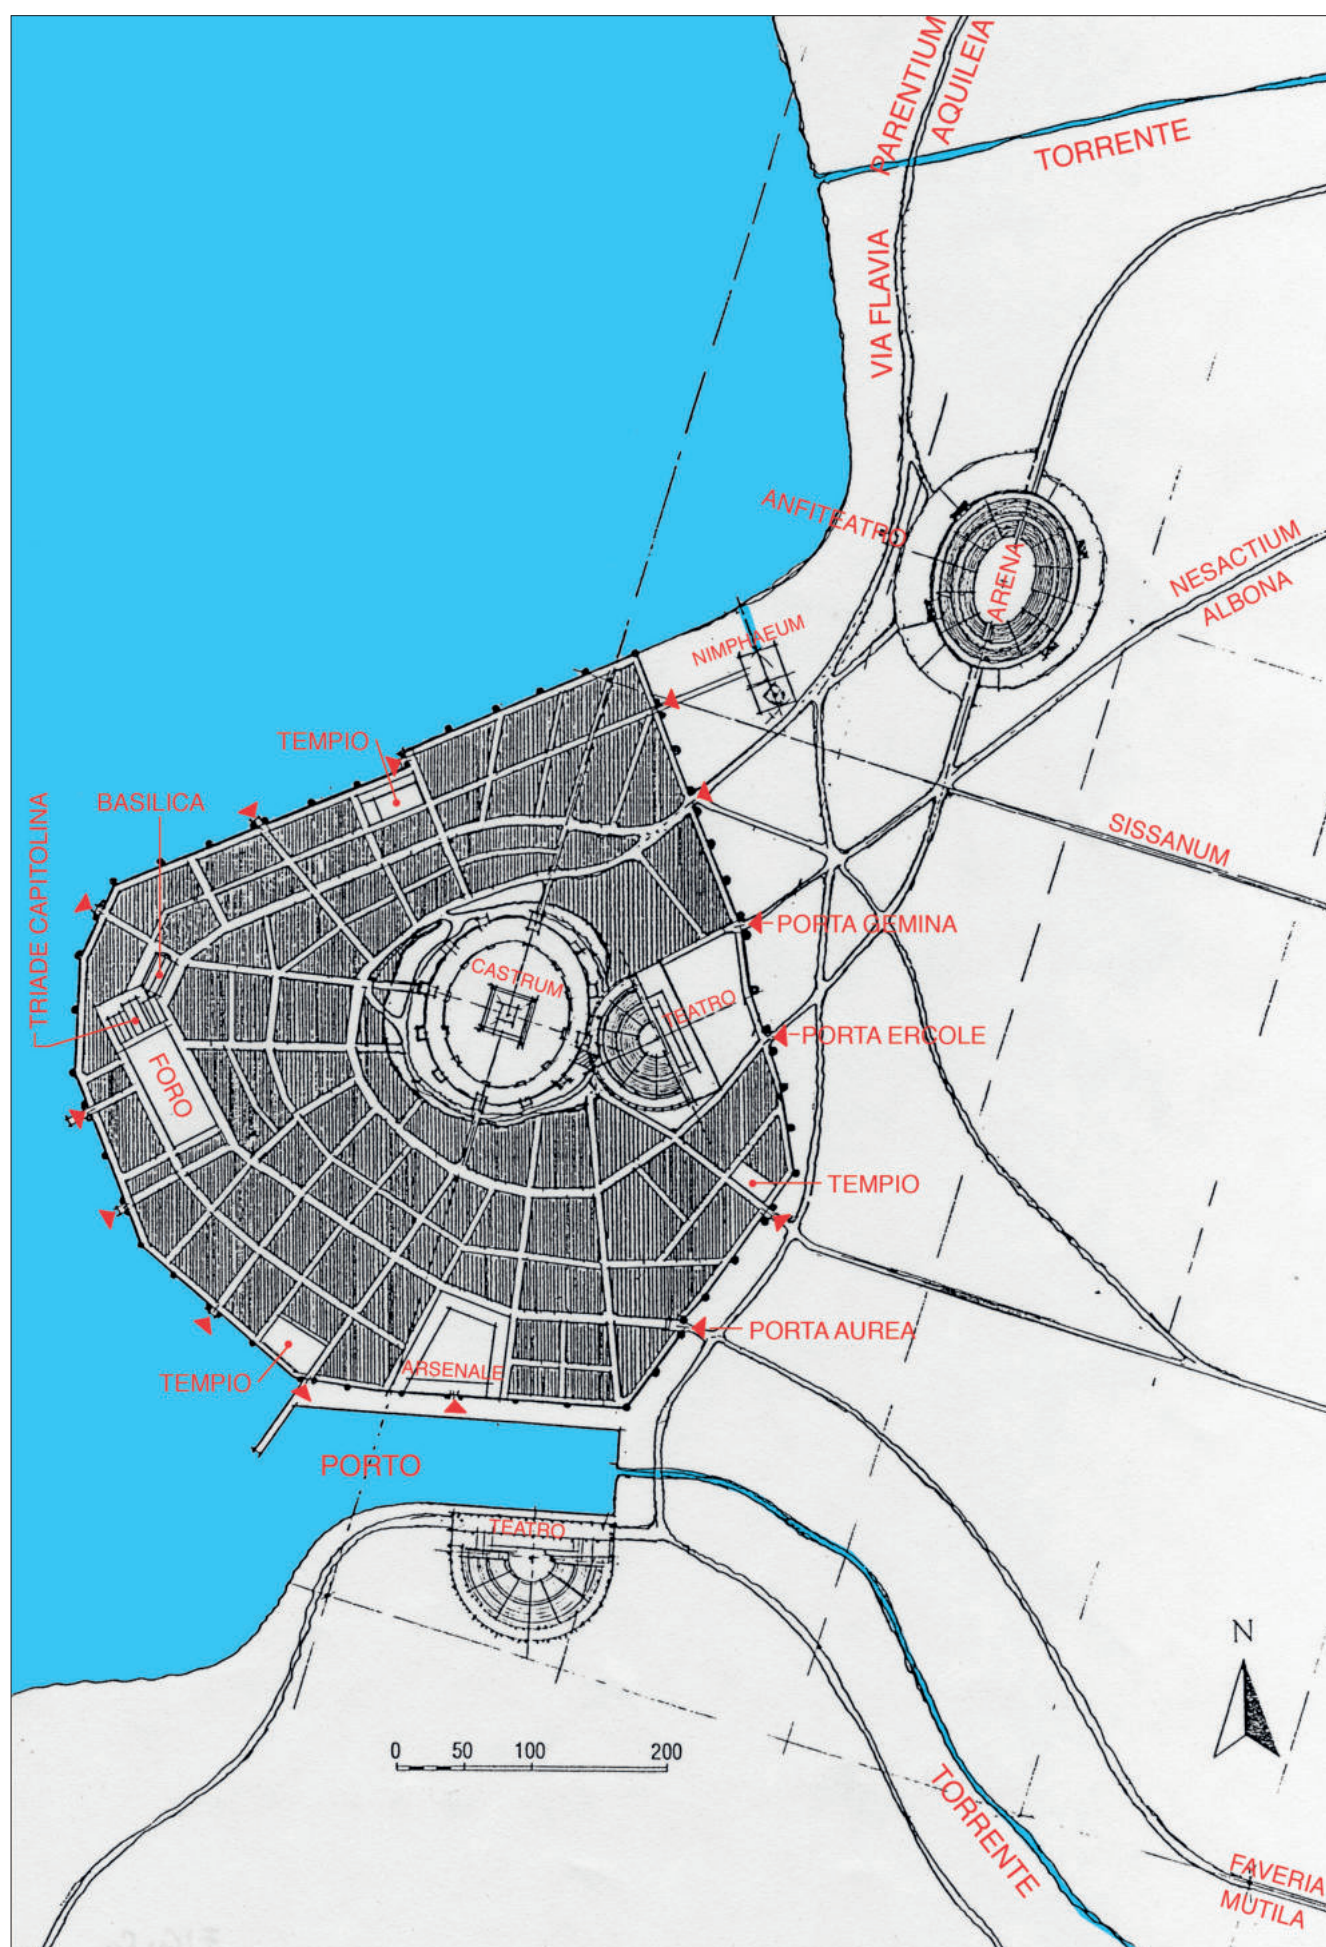 PARENTIUM
AQUILEIA
TORRENTE
VIA FLAVIA
ANFITEATRO
ARENA
NESACTIUM
ALBONA
NIMPHAEUM
TEMPIO
BASILICA
TRIADE CAPITOLINA
SISSANUM
PORTA GEMINA
CASTRUM
TEATRO
PORTA ERCOLE
FORO
TEMPIO
PORTA AUREA
ARSENALE
TEMPIO
PORTO
TEATRO
N
0 50 100 200
TORRENTE
FAVERIA
MUTILA